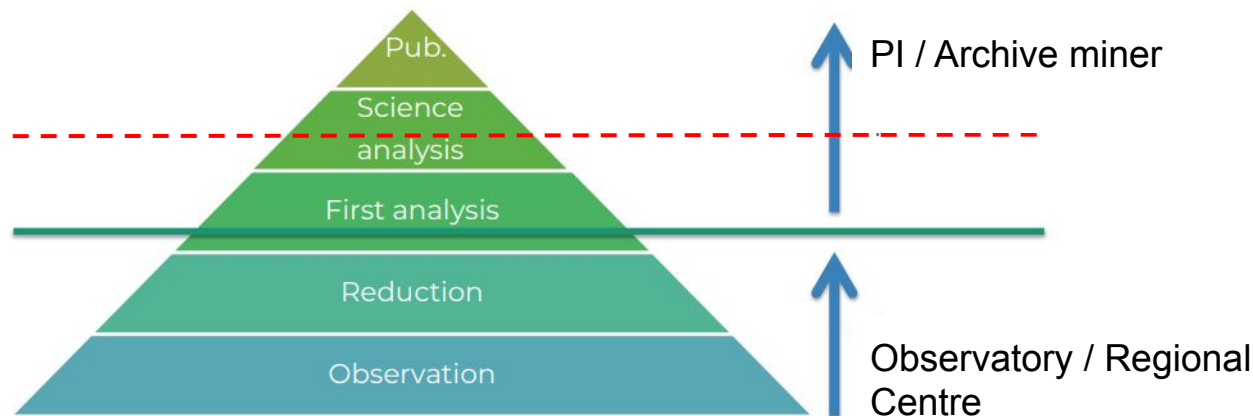 Pub.
PI / Archive miner
Science
analysis
First analysis
Reduction
Observation
Observatory / Regional
Centre